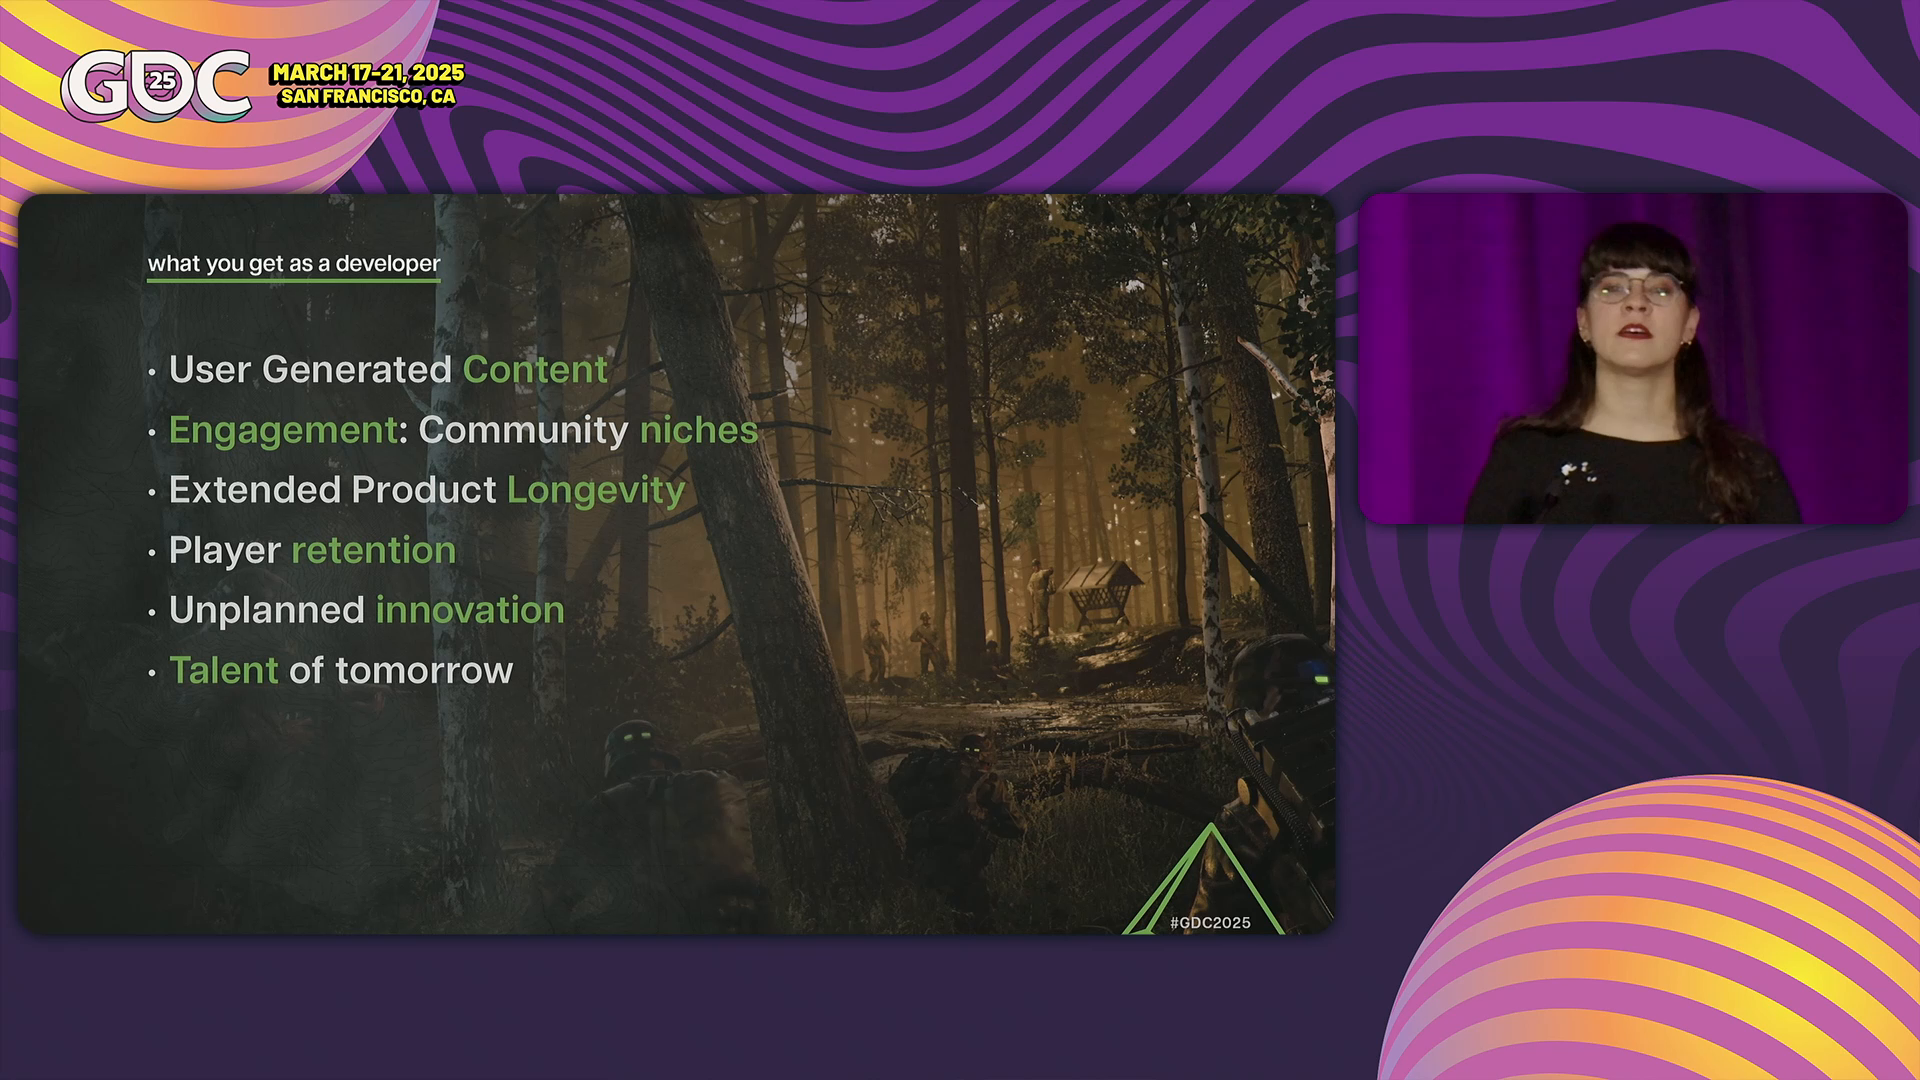 GDC
'25
MARCH 17-21, 2025
SAN FRANCISCO, CA
what you get as a developer
• User Generated Content
• Engagement: Community niches
• Extended Product Longevity
• Player retention
• Unplanned innovation
• Talent of tomorrow
#GDC2025